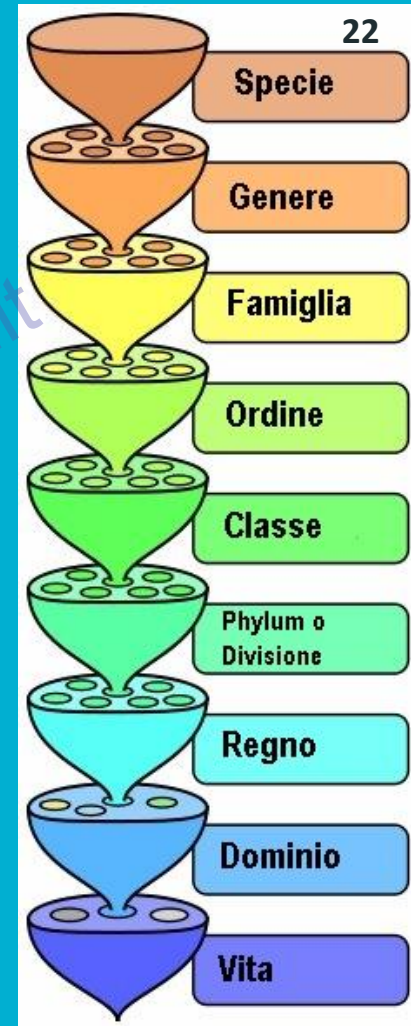 22
Specie
Genere
Famiglia
Ordine
Classe
Phylum o
Divisione
Regno
Dominio
Vita